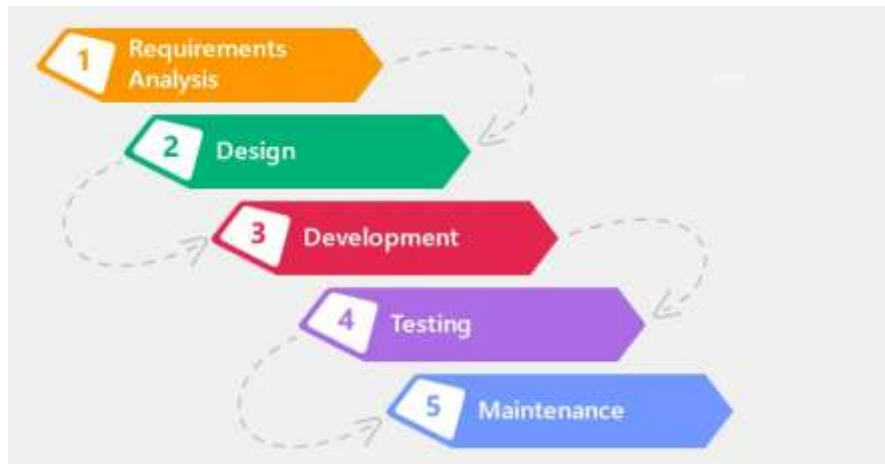 1 Requirements
Analysis
2 Design
3 Development
4 Testing
5 Maintenance